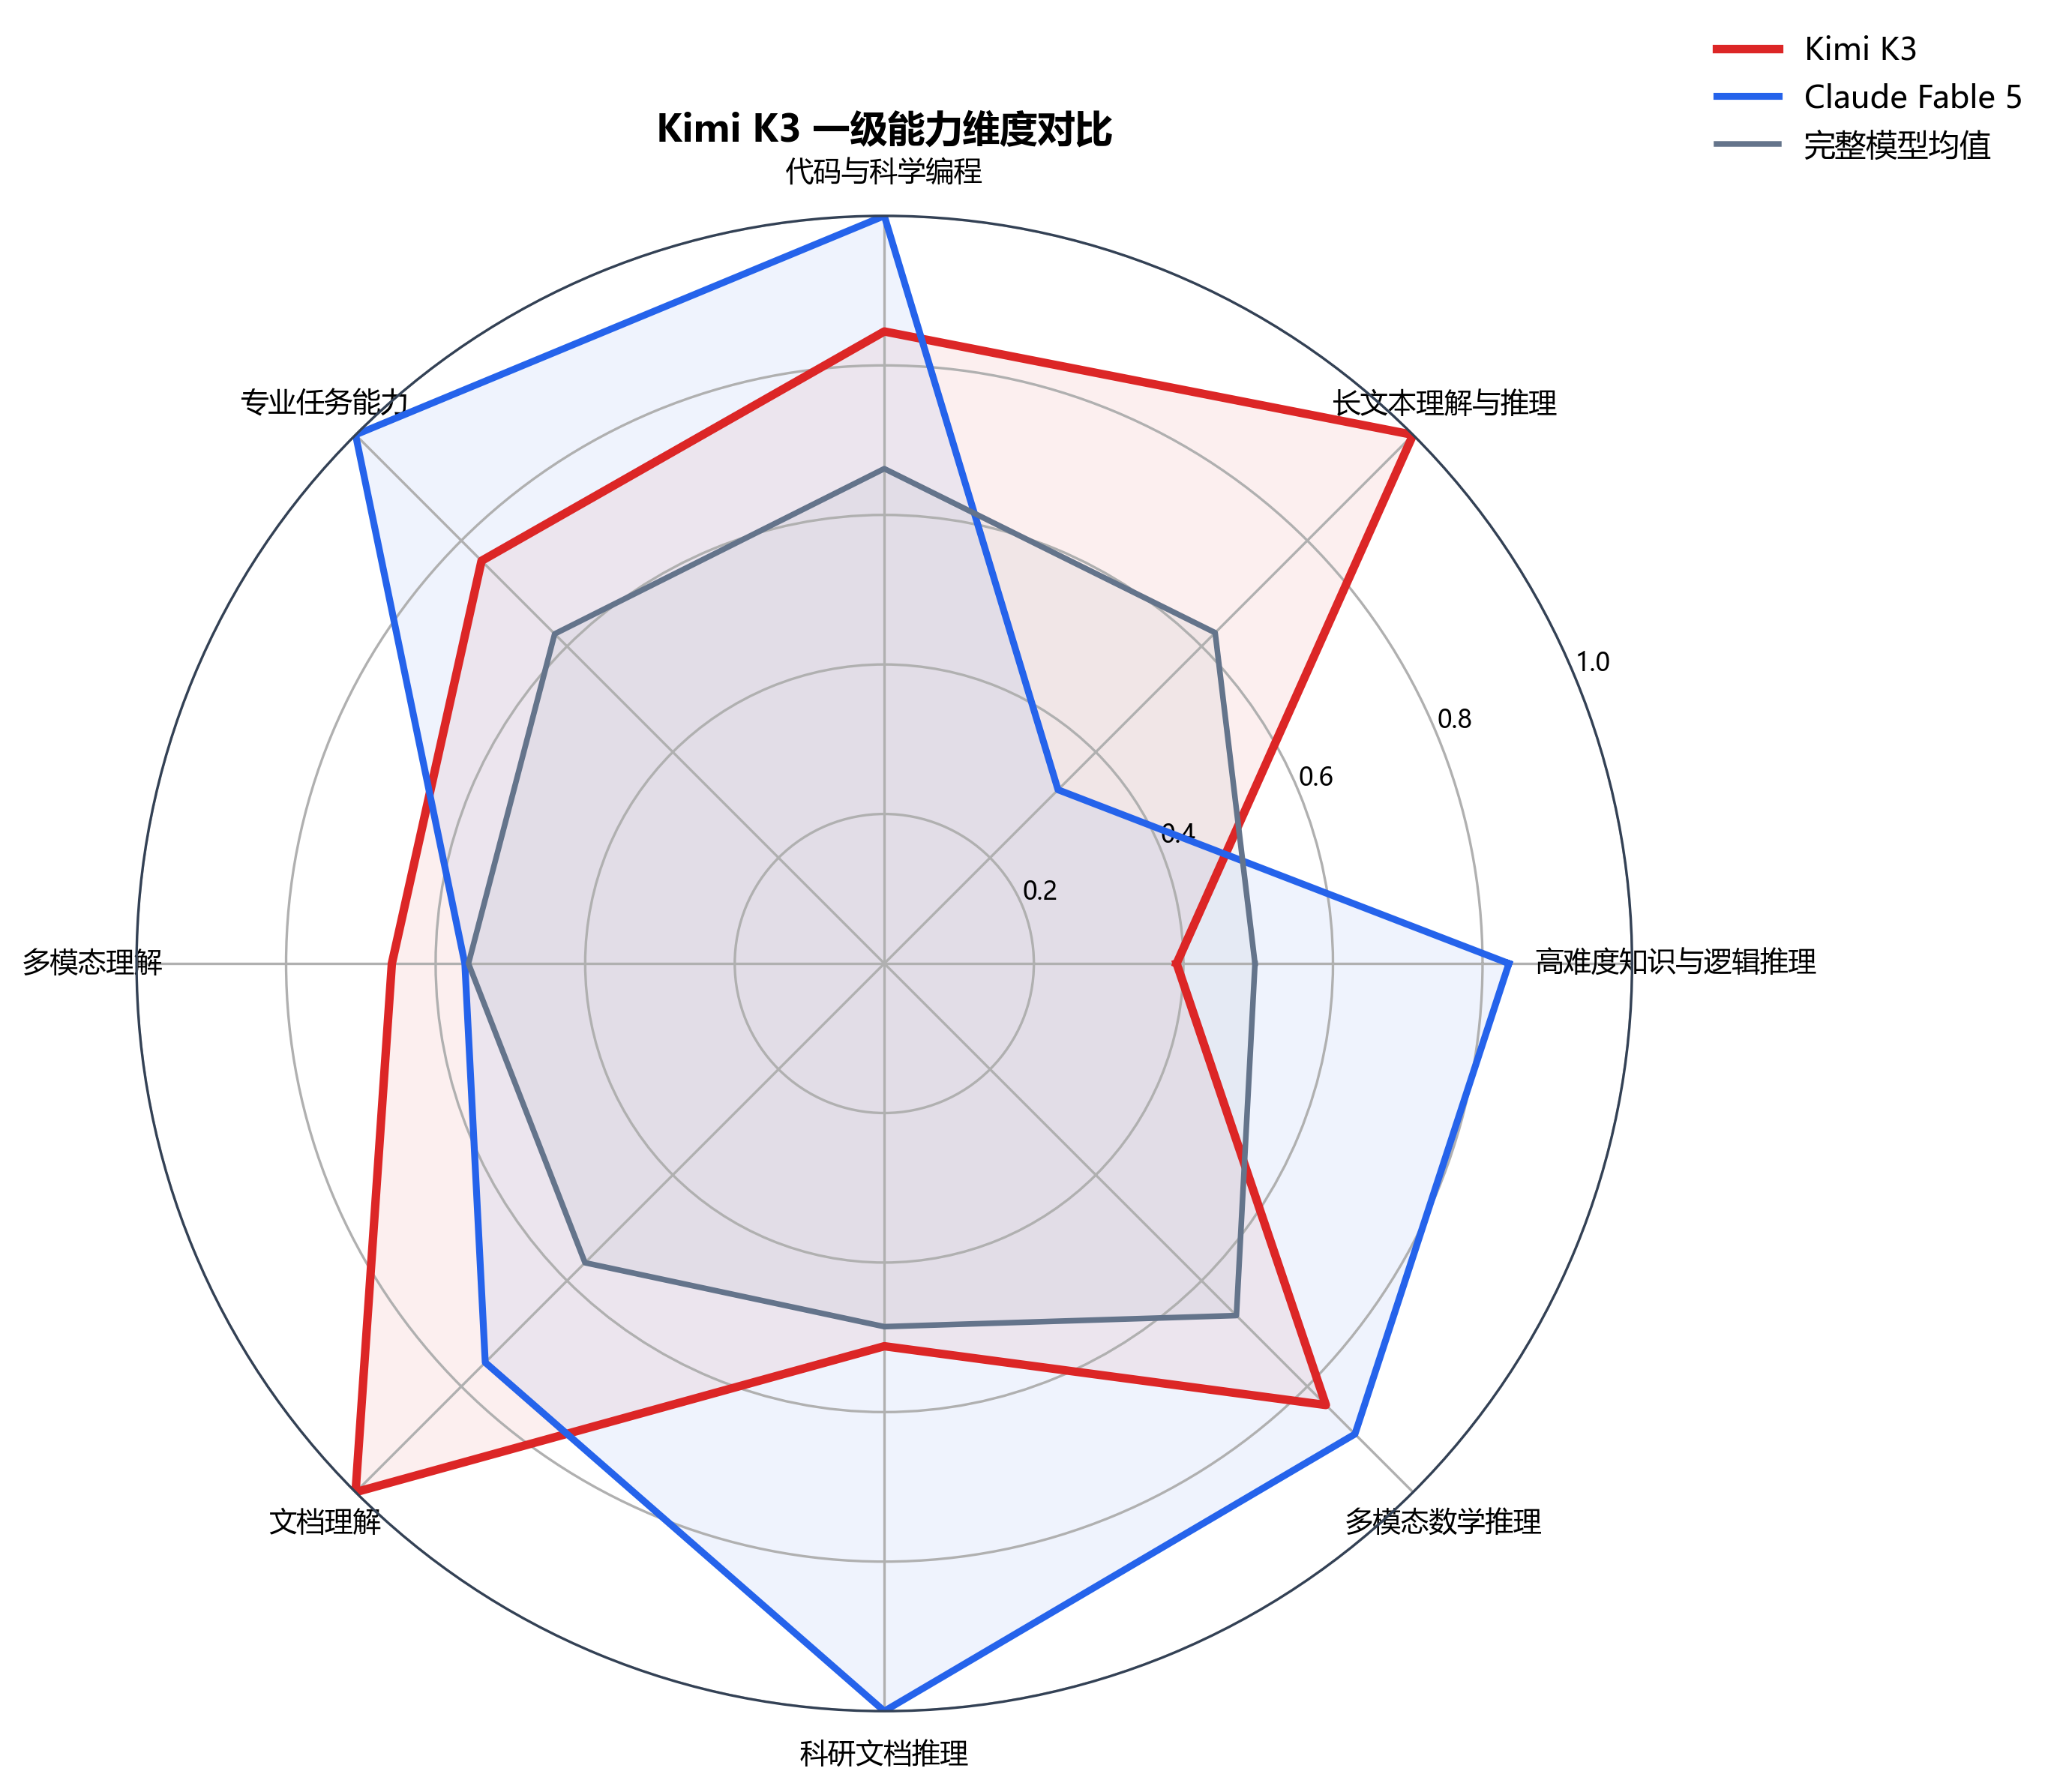 Kimi K3
Claude Fable 5
完整模型均值
Kimi K3 一级能力维度对比
代码与科学编程
专业任务能力
长文本理解与推理
1.0
0.8
0.6
0.4
0.2
多模态理解
高难度知识与逻辑推理
文档理解
多模态数学推理
科研文档推理